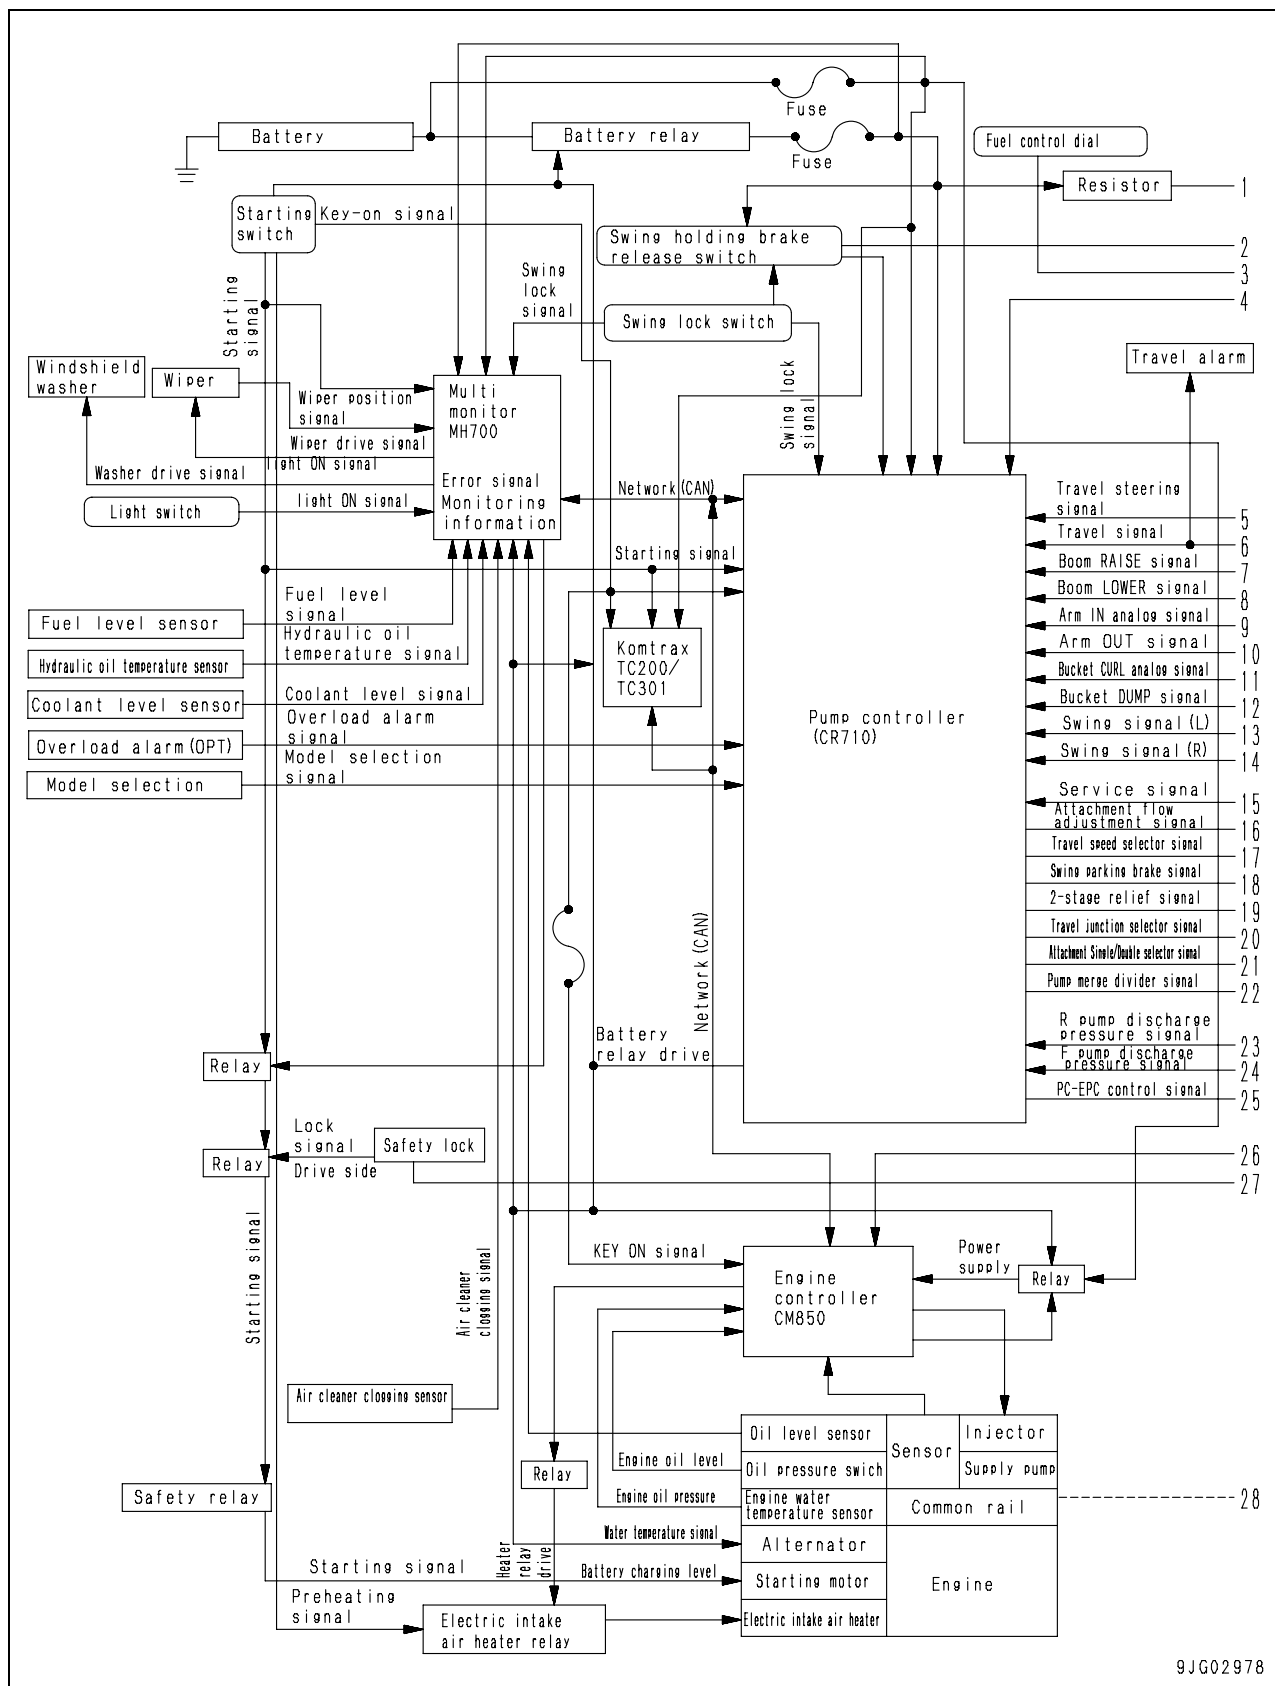 Fuse
Battery
Battery relay
Fuse
Fuel control dial
Resistor
1
Starting
switch
Key-on signal
Swing holding brake
release switch
2
3
4
Swing
lock
signal
Swing lock switch
Starting
signal
Travel alarm
Windshield
washer
Wiper
Wiper position
signal
Multi
monitor
MH700
Swing lock
signal
Wiper drive signal
light ON signal
Washer drive signal
Error signal
Monitoring
information
Light switch
light ON signal
Network(CAN)
Travel steering
signal
5
Travel signal
6
Boom RAISE signal
7
Boom LOWER signal
8
Arm IN analog signal
9
Arm OUT signal
10
Bucket CURL analog signal
11
Bucket DUMP signal
12
Swing signal(L)
13
Swing signal(R)
14
Service signal
15
Attachment flow
adjustment signal
16
Travel speed selector signal
17
Swing parking brake signal
18
2-stage relief signal
19
Travel junction selector signal
20
Attachment Single/Double selector signal
21
Pump merge divider signal
22
R pump discharge
pressure signal
23
F pump discharge
pressure signal
24
PC-EPC control signal
25
26
27
Starting signal
Fuel level sensor
Fuel level
signal
Hydraulic oil temperature sensor
Hydraulic oil
temperature signal
Komtrax
TC200/
TC301
Coolant level sensor
Coolant level signal
Overload alarm(OPT)
Overload alarm
signal
Model selection
Model selection
signal
Pump controller
(CR710)
Network(CAN)
Battery
relay drive
Relay
Lock
signal
Safety lock
Relay
Drive side
Starting signal
KEY ON signal
Air cleaner
clogging signal
Engine
controller
CM850
Power
supply
Relay
Air cleaner clogging sensor
Oil level sensor
Sensor
Injector
Engine oil level
Oil pressure swich
Supply pump
Relay
Engine oil pressure
Engine water
temperature sensor
Common rail
28
Safety relay
Water temperature signal
Alternator
Heater
relay
drive
Starting signal
Battery charging level
Starting motor
Engine
Preheating
signal
Electric intake
air heater relay
Electric intake air heater
9JG02978